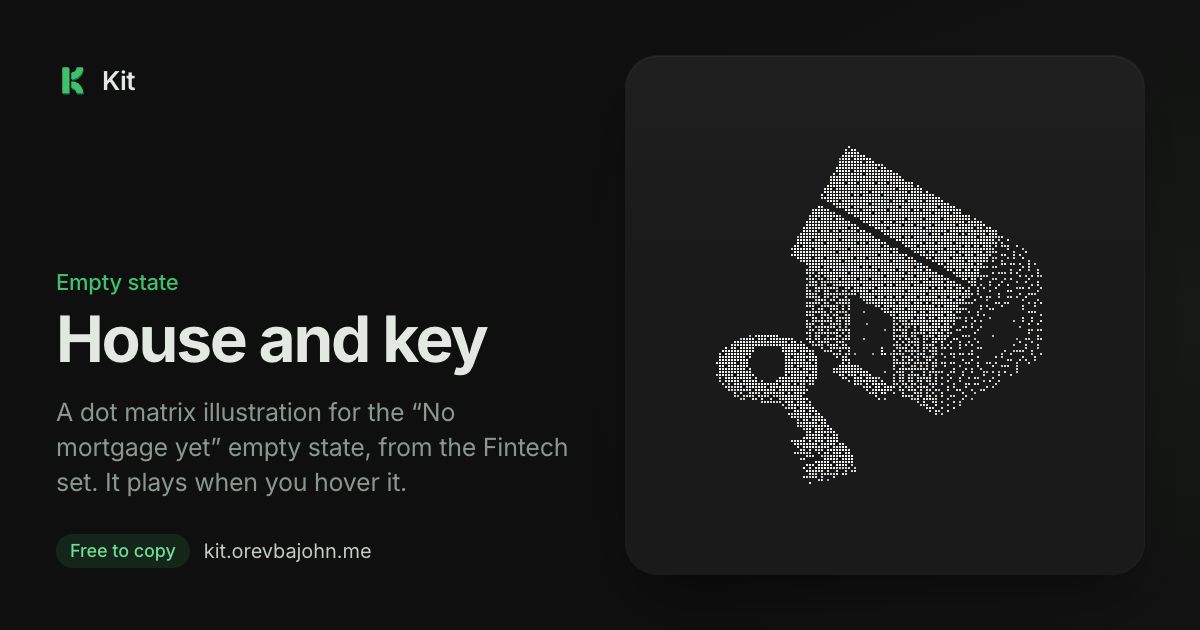 Kit
Empty state
House and key
A dot matrix illustration for the “No
mortgage yet” empty state, from the Fintech
set. It plays when you hover it.
Free to copy
kit.orevbajohn.me